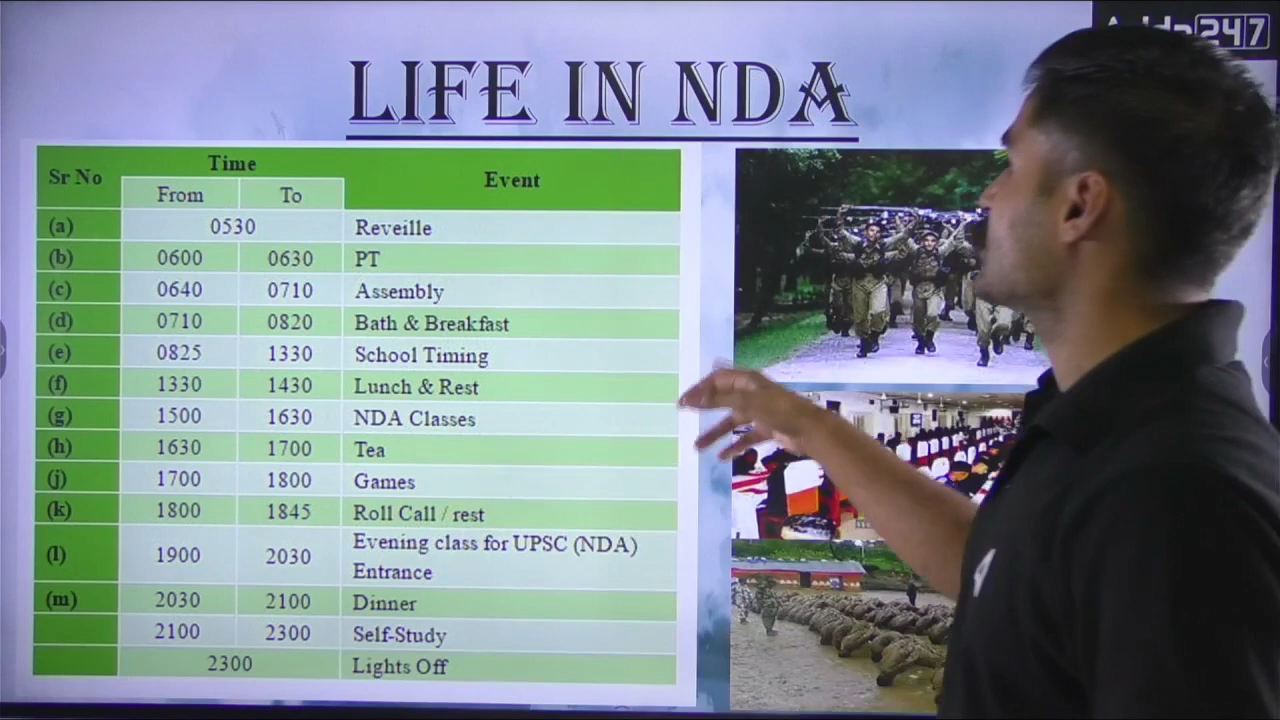 247
LIFE IN NDA
Sr No Time Event
From To
(a) 0530 Reveille
(b) 0600 0630 PT
(c) 0640 0710 Assembly
(d) 0710 0820 Bath & Breakfast
(e) 0825 1330 School Timing
(f) 1330 1430 Lunch & Rest
(g) 1500 1630 NDA Classes
(h) 1630 1700 Tea
(j) 1700 1800 Games
(k) 1800 1845 Roll Call / rest
(l) 1900 2030 Evening class for UPSC (NDA)
Entrance
(m) 2030 2100 Dinner
2100 2300 Self-Study
2300 Lights Off